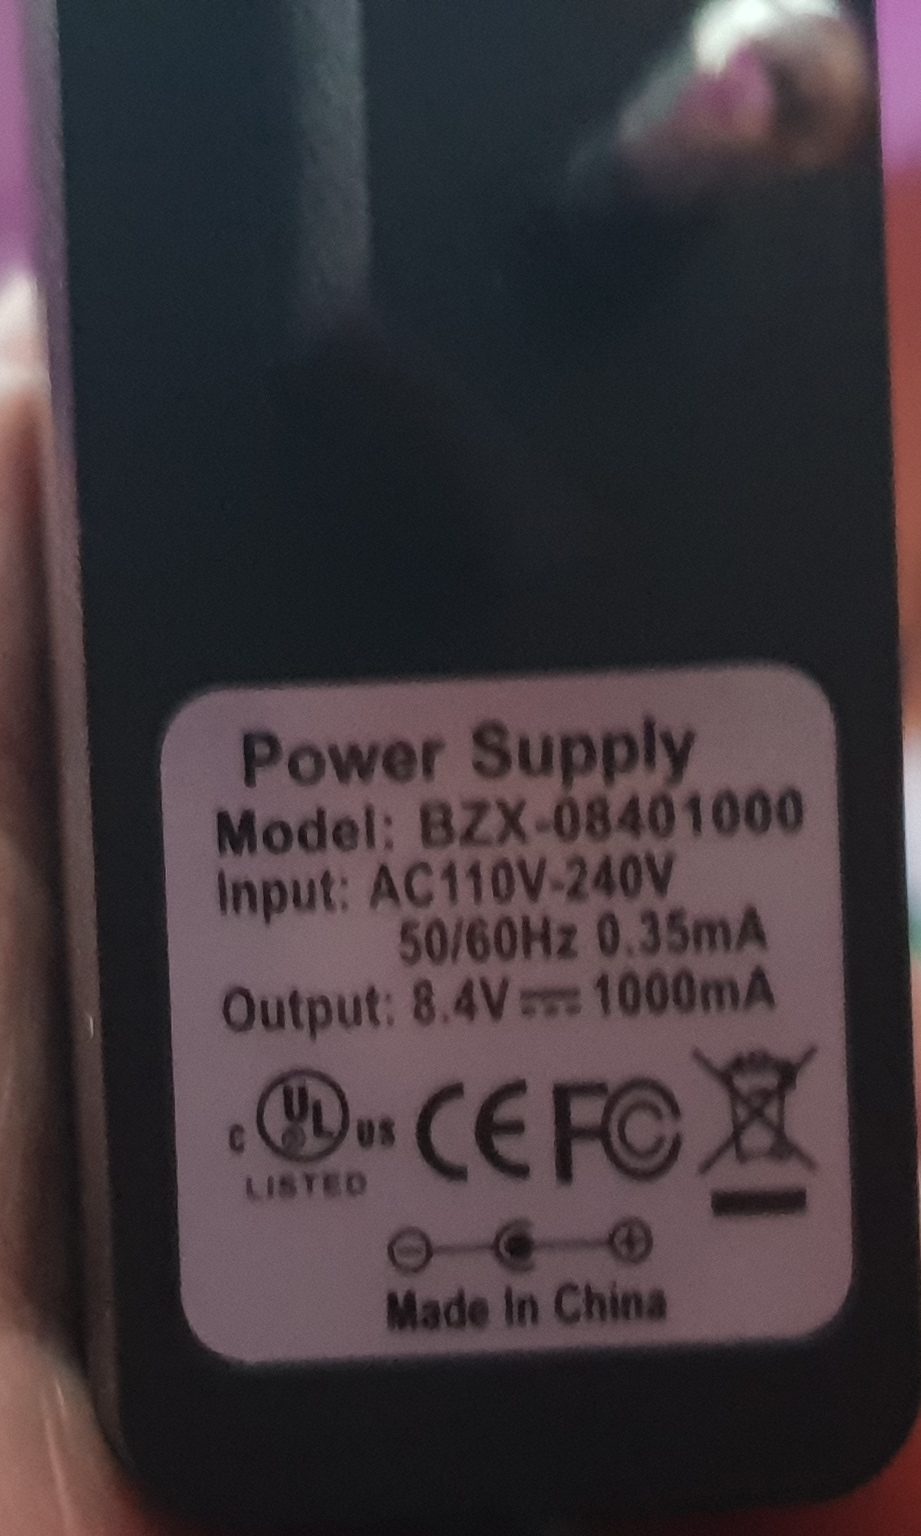 Power Supply
Model: BZX-08401000
Input: AC110V-240V
50/60Hz 0.35mA
Output: 8.4V⎓1000mA
C UL ® US CE FC
LISTED
Made In China